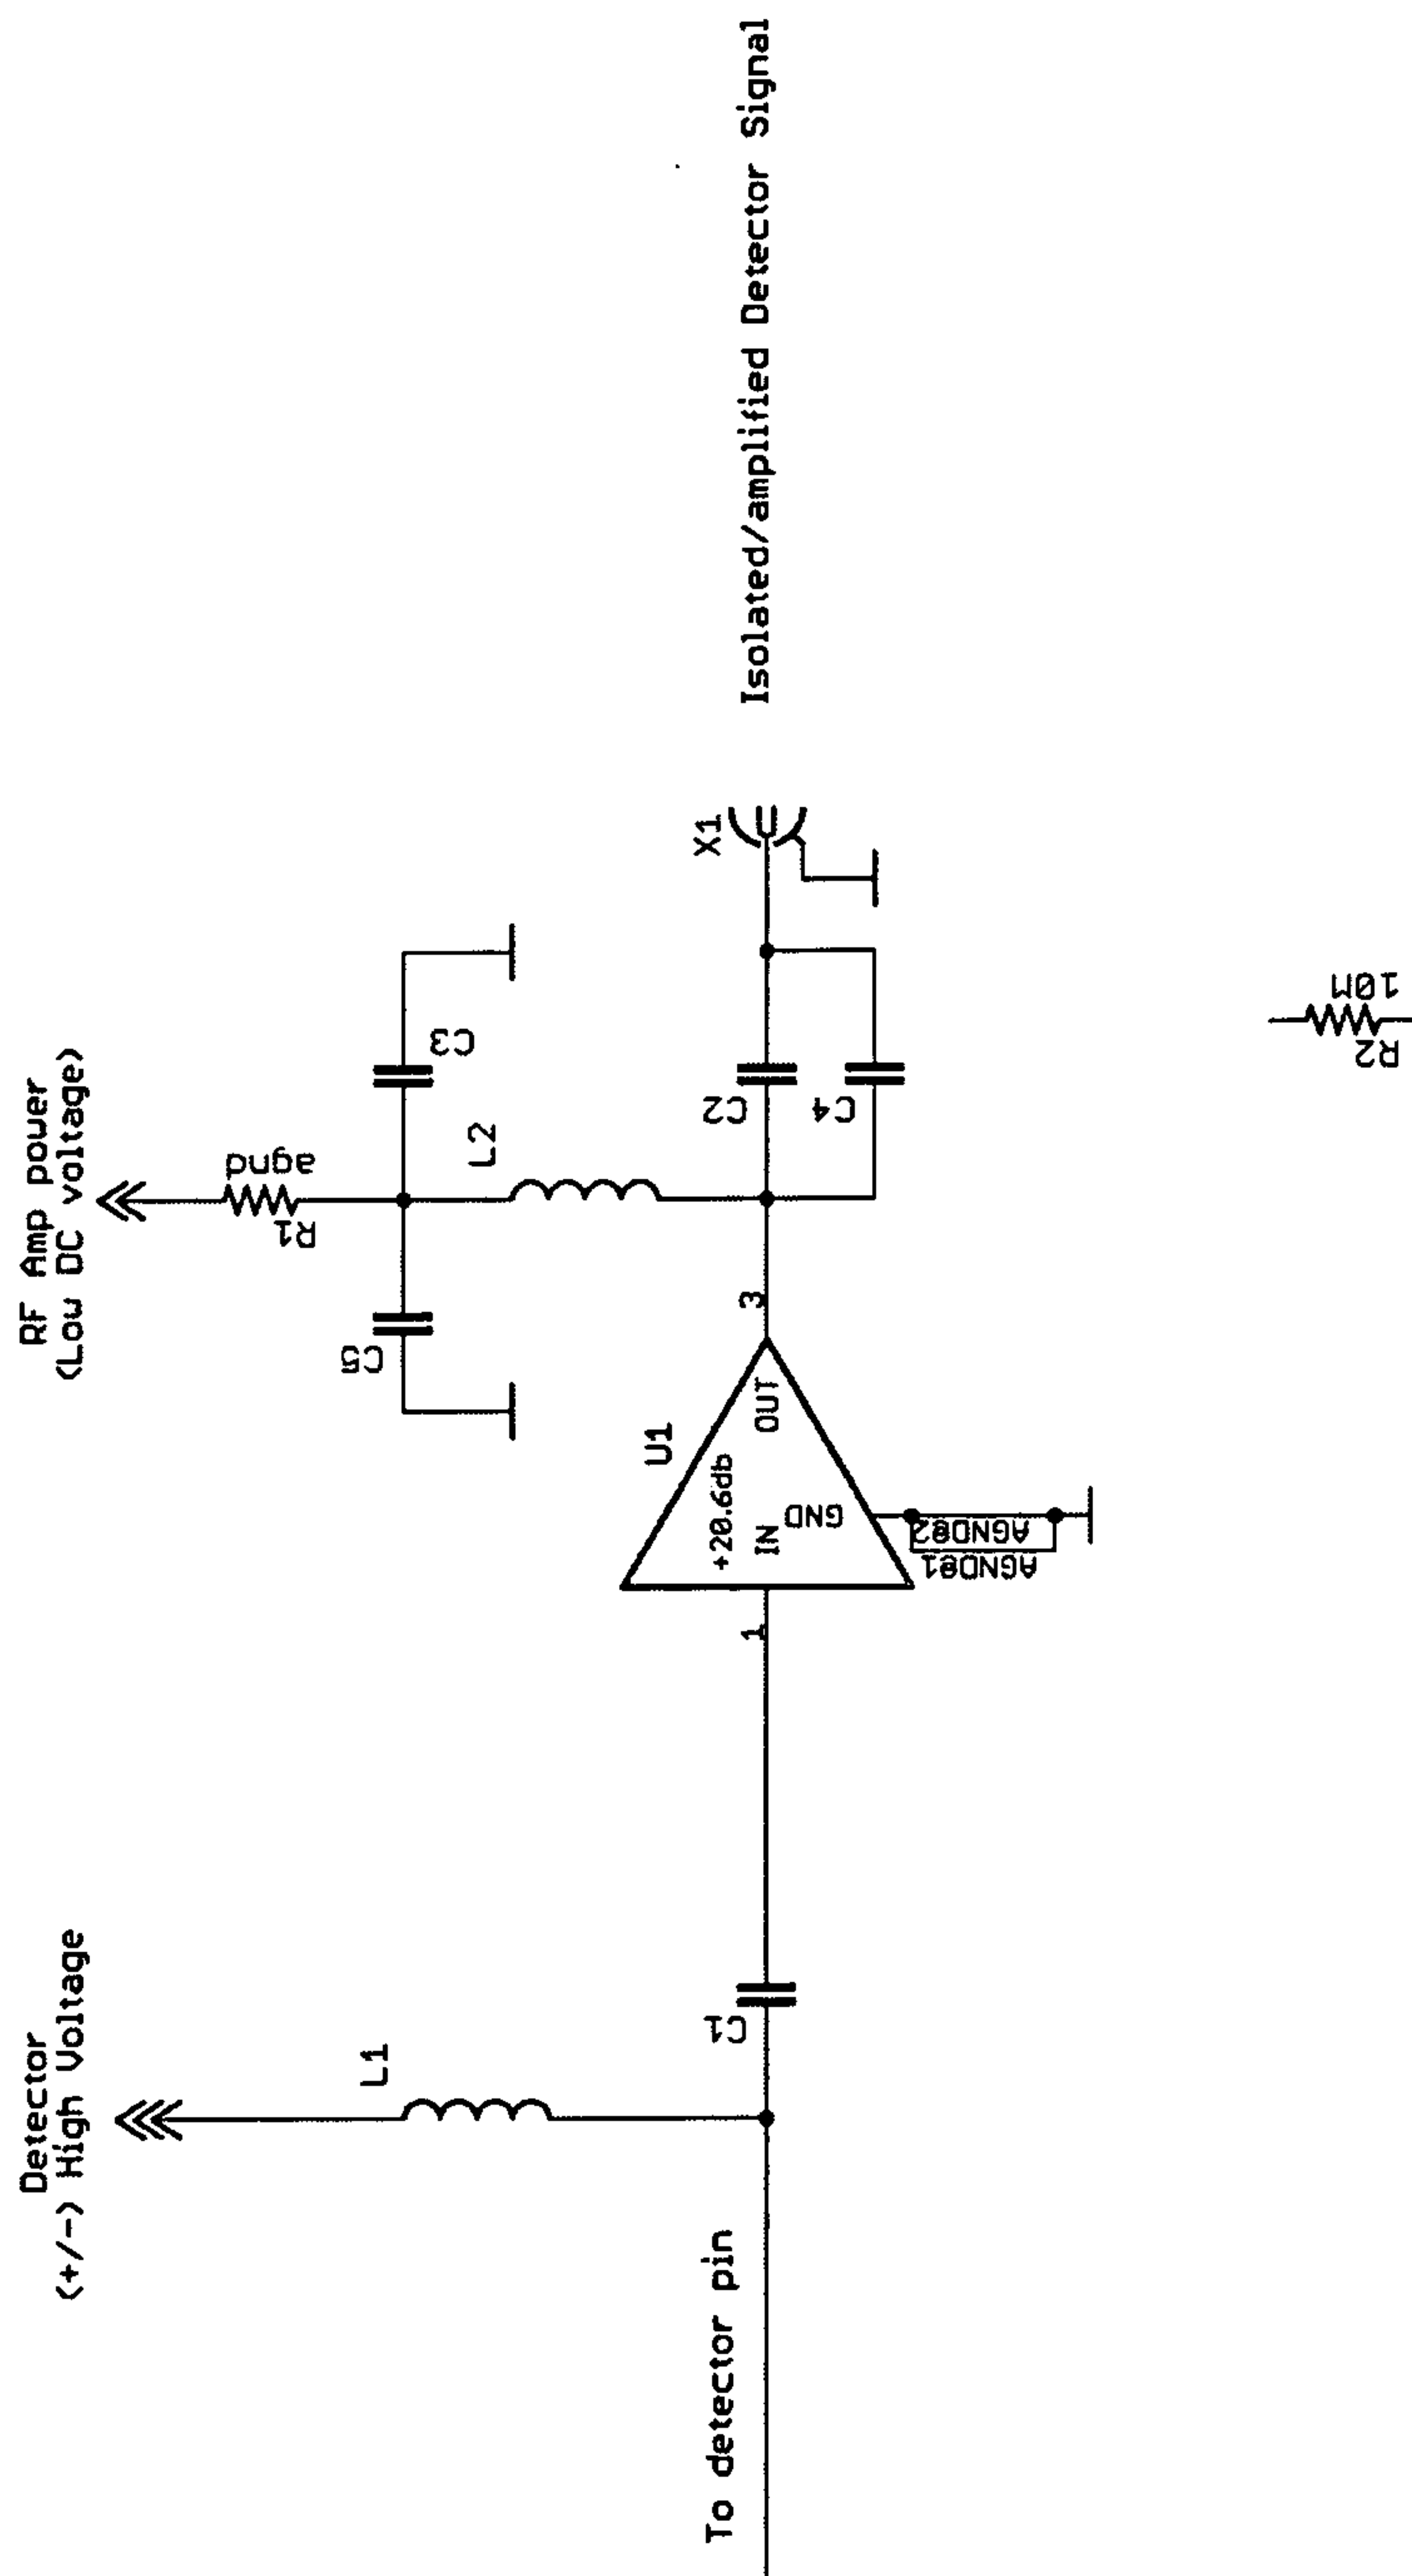 Detector
(+/-) High Voltage
RF Amp power
(Low DC voltage)
L1
R1
agnd
C5
C3
L2
To detector pin
C1
1
U1
+20.6db
IN
OUT
GND
3
AGND@2
AGND@1
C2
C4
X1
Isolated/amplified Detector Signal
R2
10M